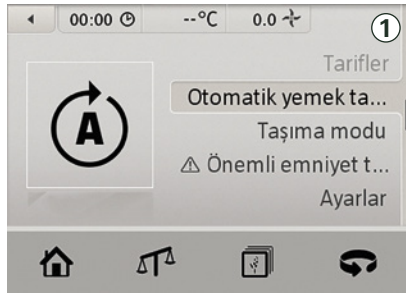 00:00 --°C 0.0 1
Tarifler
Otomatik yemek ta...
Taşıma modu
Önemli emniyet t...
Ayarlar
A